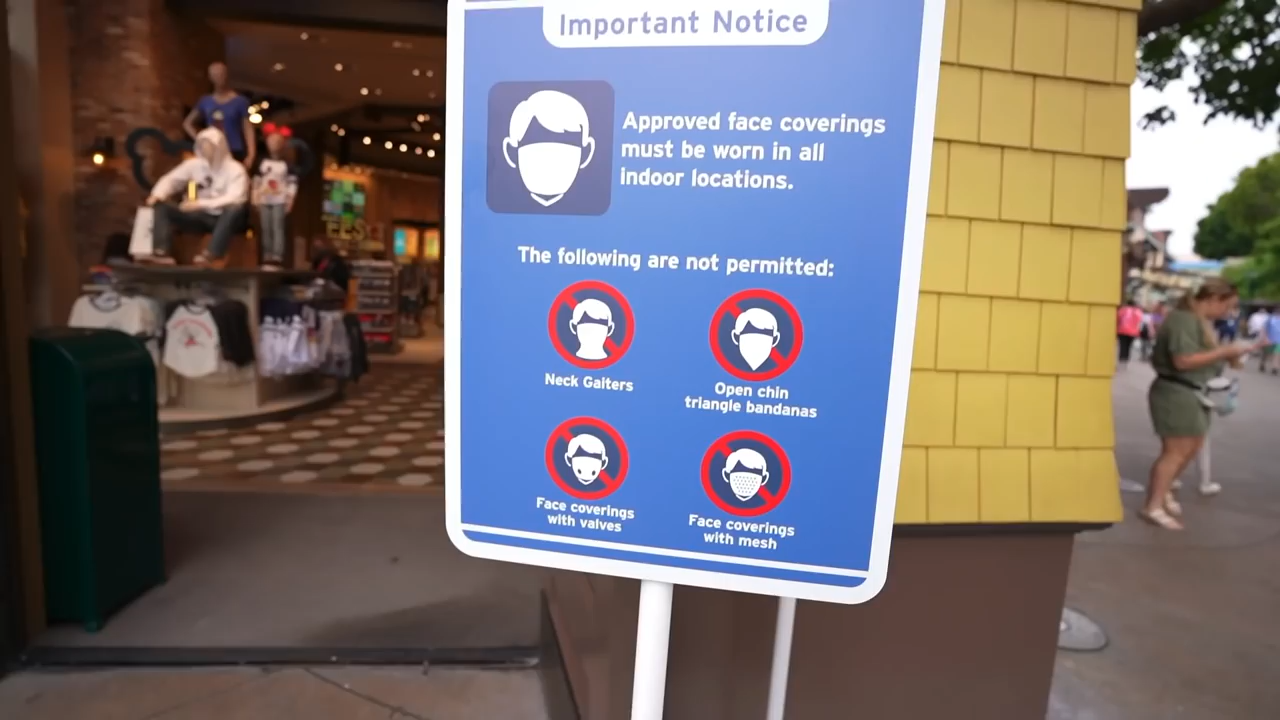 Important Notice
Approved face coverings
must be worn in all
indoor locations.
The following are not permitted:
Neck Gaiters
Open chin
triangle bandanas
Face coverings
with valves
Face coverings
with mesh